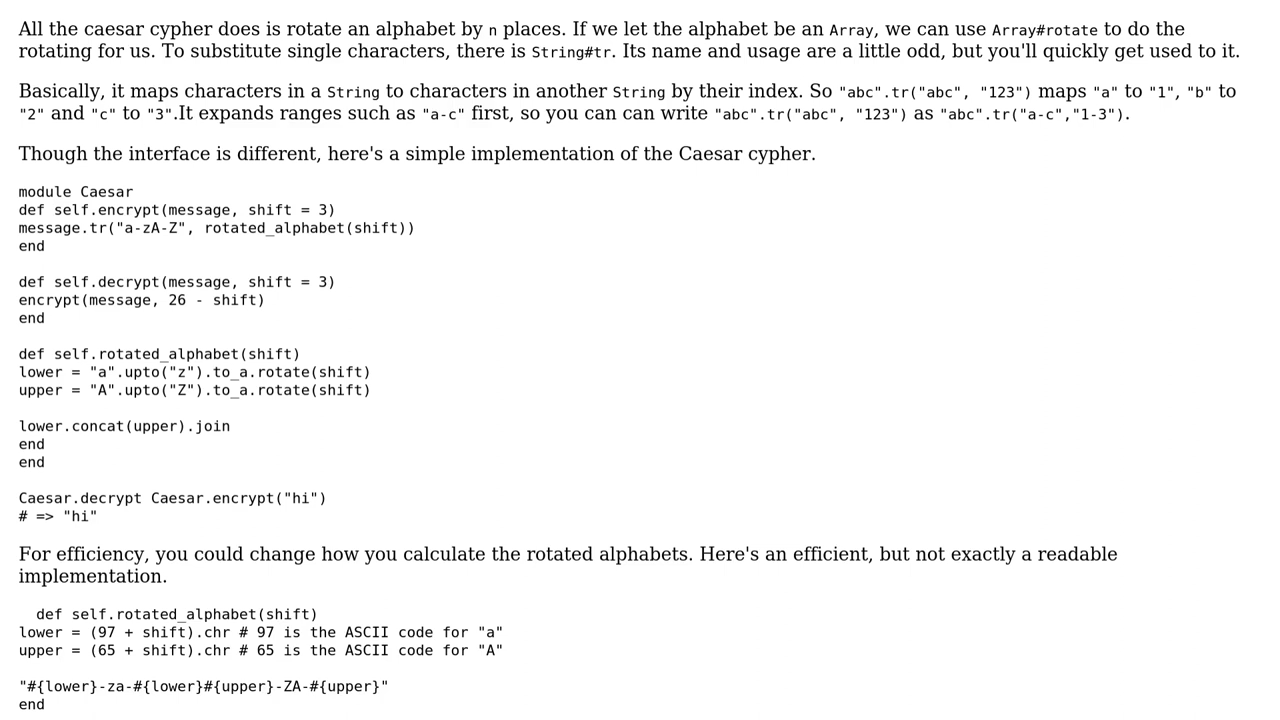 All the caesar cypher does is rotate an alphabet by n places. If we let the alphabet be an Array, we can use Array#rotate to do the
rotating for us. To substitute single characters, there is String#tr. Its name and usage are a little odd, but you'll quickly get used to it.
Basically, it maps characters in a String to characters in another String by their index. So "abc".tr("abc", "123") maps "a" to "1", "b" to
"2" and "c" to "3".It expands ranges such as "a-c" first, so you can can write "abc".tr("abc", "123") as "abc".tr("a-c","1-3").
Though the interface is different, here's a simple implementation of the Caesar cypher.
module Caesar
def self.encrypt(message, shift = 3)
message.tr("a-zA-Z", rotated_alphabet(shift))
end
def self.decrypt(message, shift = 3)
encrypt(message, 26 - shift)
end
def self.rotated_alphabet(shift)
lower = "a".upto("z").to_a.rotate(shift)
upper = "A".upto("Z").to_a.rotate(shift)
lower.concat(upper).join
end
end
Caesar.decrypt Caesar.encrypt("hi")
# => "hi"
For efficiency, you could change how you calculate the rotated alphabets. Here's an efficient, but not exactly a readable
implementation.
def self.rotated_alphabet(shift)
lower = (97 + shift).chr # 97 is the ASCII code for "a"
upper = (65 + shift).chr # 65 is the ASCII code for "A"
"#{lower}-za-#{lower}#{upper}-ZA-#{upper}"
end